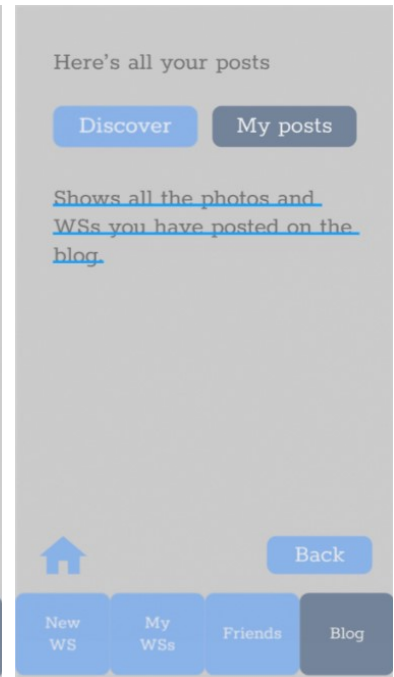 Here's all your posts
Discover My posts
Shows all the photos and
WSs you have posted on the
blog.
Back
New
WS
My
WSs
Friends
Blog